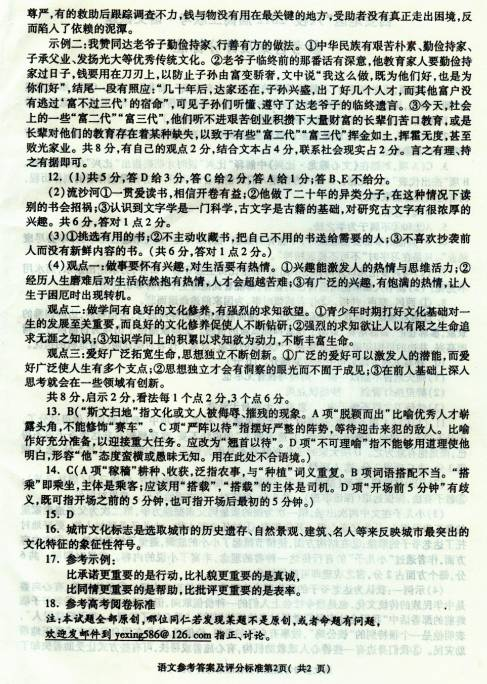 尊严,有的救助后跟踪调查不力,钱与物没有用在最关键的地方,受助者没有真正走出困境,反
而陷入了依赖的泥潭。
示例二:我赞同达老爷子勤俭持家、行善有方的做法。①中华民族有艰苦朴素、勤俭持家、
子承父业、发扬光大等优秀传统文化。②老爷子临终前的那番话有深意,他教育家人要勤俭持
家过日子,钱要用在刀刃上,以防止子孙由富变骄奢,文中说“我这么做,既为他们好,也是为
你们好”,结尾一段有照应:“几十年后,达家还在,子孙兴盛,出了好几个人才,而其他富户没
有逃过‘富不过三代’的宿命”,可见子孙们听懂、遵守了达老爷子的临终遗言。③今天,社会
上的一些“富二代”“富三代”,他们听不进艰苦创业积攒下大量财富的长辈们苦口教育,或是
长辈对他们的教育存在着某种缺失,以致于有些“富二代”“富三代”挥金如土,挥霍无度,甚至
败光家业。共8分,有自己的观点2分,结合文本占4分,联系社会现实占2分。言之有理、持
之有据即可。
12.(1)共5分,答D给3分,答C给2分,答A给1分;答B、E不给分。
(2)流沙河①一贯爱读书,相信开卷有益;②他做了二十年的异类分子,在这种情况下读
别的书会招祸;③认识到文字学是一门科学,古文字是古籍的基础,对研究古文字有很浓厚的
兴趣。共6分,答对1点2分。
(3)①挑选有用的书;②不主动收藏书,把自己不用的书送给需要的人;③不喜欢抄袭前
人而没有新鲜内容的书。(共6分,答对1点2分。)
(4)观点一:做事要怀有兴趣,对生活要有热情。①兴趣能激发人的热情与思维活力;②
经历人生磨难后对生活依然抱有热情,人才会超越苦难;③有广泛的兴趣,有饱满的热情,让人
生于困厄时出现转机。
观点二:做学问有良好的文化修养,有强烈的求知欲望。①青少年时期打好文化基础对一
生的发展至关重要,而良好的文化修养促使人不断钻研;②强烈的求知欲让人以有限之生命追
求无涯之知识;③知识学问上的积累以求知欲为动力,不断丰富生命。
观点三:爱好广泛拓宽生命,思想独立不断创新。①广泛的爱好可以激发人的潜能,而爱
好广泛使人生有多个支点;②思想独立才会有洞察的眼光而不囿于成见;③在前人基础上深人
思考就会在一些领域有创新。
共8分,启示2分,看法每1个点2分,3个点6分。
13.B(“斯文扫地”指文化或文人被侮辱、摧残的现象。A项“脱颖而出”比喻优秀人才崭
露头角,不能修饰“赛车”。C项“严阵以待”指摆好严整的阵势,等待迎击来犯的敌人。比喻
作好充分准备,以迎接重大任务。应改为“翘首以待”。D项“不可理喻”指不能够用道理使他
明白,形容“他”态度蛮横或愚昧无知。用在此处不合语境。)
14.C(A项“稼穑”耕种、收获,泛指农事,与“种植”词义重复。B项词语搭配不当。“搭
乘”即乘坐,主体是乘客;应该用“搭载”,“搭载”的主体是司机。D项“开场前5分钟”有歧
义,既可指开场之前的5分钟,也可指开场后最初的5分钟。)
15.D
16.城市文化标志是选取城市的历史遗存、自然景观、建筑、名人等来反映城市最突出的
文化特征的象征性符号。
17.参考示例:
比承诺更重要的是行动,比礼貌更重要的是真诚,
比同情更重要的是帮助,比批评更重要的是表率。
18.参考高考阅卷标准
注:本试题全部原创,哪位同仁若发现某题不是原创,或者命题有问题,
欢迎发邮件到 yexing586@126.com 指正、讨论。
语文参考答案及评分标准第2页(共2页)